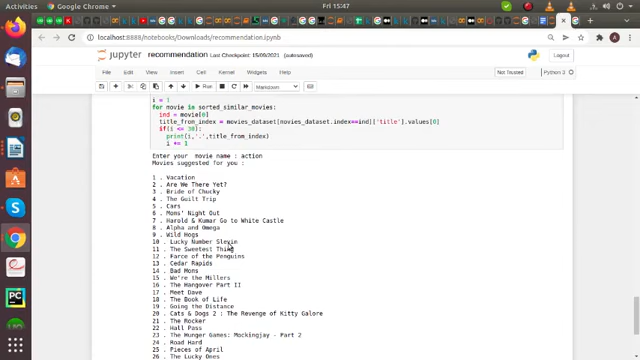 Activities
Google Chrome
Fri 15:47
localhost:8888/notebooks/Downloads/recommendation.ipynb
jupyter recommendation Last Checkpoint: 15/09/2021 (autosaved)
Logout
File Edit View Insert Cell Kernel Widgets Help
Not Trusted
Python 3
Run
Markdown
i = 1
for movie in sorted_similar_movies:
ind = movie[0]
title_from_index = movies_dataset[movies_dataset.index==ind]['title'].values[0]
if(i <= 30):
print(i,'.',title_from_index)
i += 1
Enter your movie name : action
Movies suggested for you :
1 . Vacation
2 . Are We There Yet?
3 . Bride of Chucky
4 . The Guilt Trip
5 . Cars
6 . Moms' Night Out
7 . Harold & Kumar Go to White Castle
8 . Alpha and Omega
9 . Wild Hogs
10 . Lucky Number Slevin
11 . The Sweetest Thing
12 . Farce of the Penguins
13 . Cedar Rapids
14 . Bad Moms
15 . We're the Millers
16 . The Hangover Part II
17 . Meet Dave
18 . The Book of Life
19 . Going the Distance
20 . Cats & Dogs 2 : The Revenge of Kitty Galore
21 . The Rocker
22 . Hall Pass
23 . The Hunger Games: Mockingjay - Part 2
24 . Road Hard
25 . Pieces of April
26 . The Lucky Ones